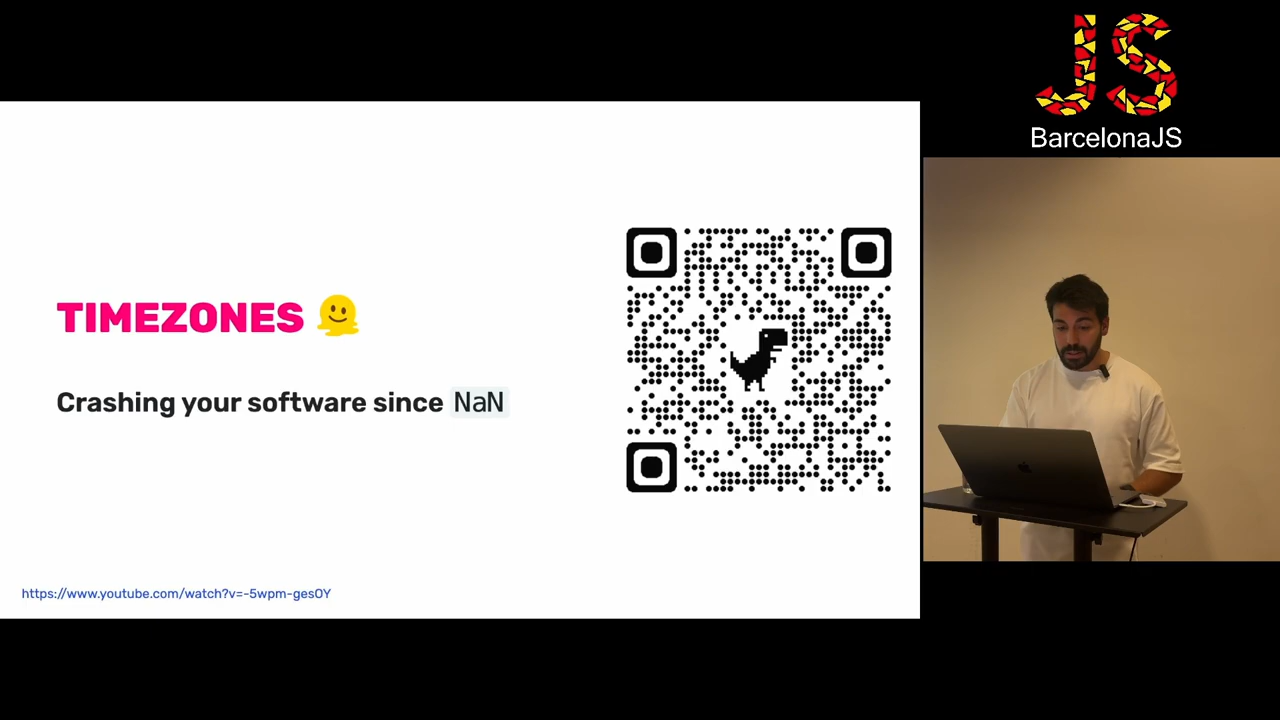 JS
BarcelonaJS
TIMEZONES 🫠
Crashing your software since NaN
https://www.youtube.com/watch?v=-5wpm-gesOY